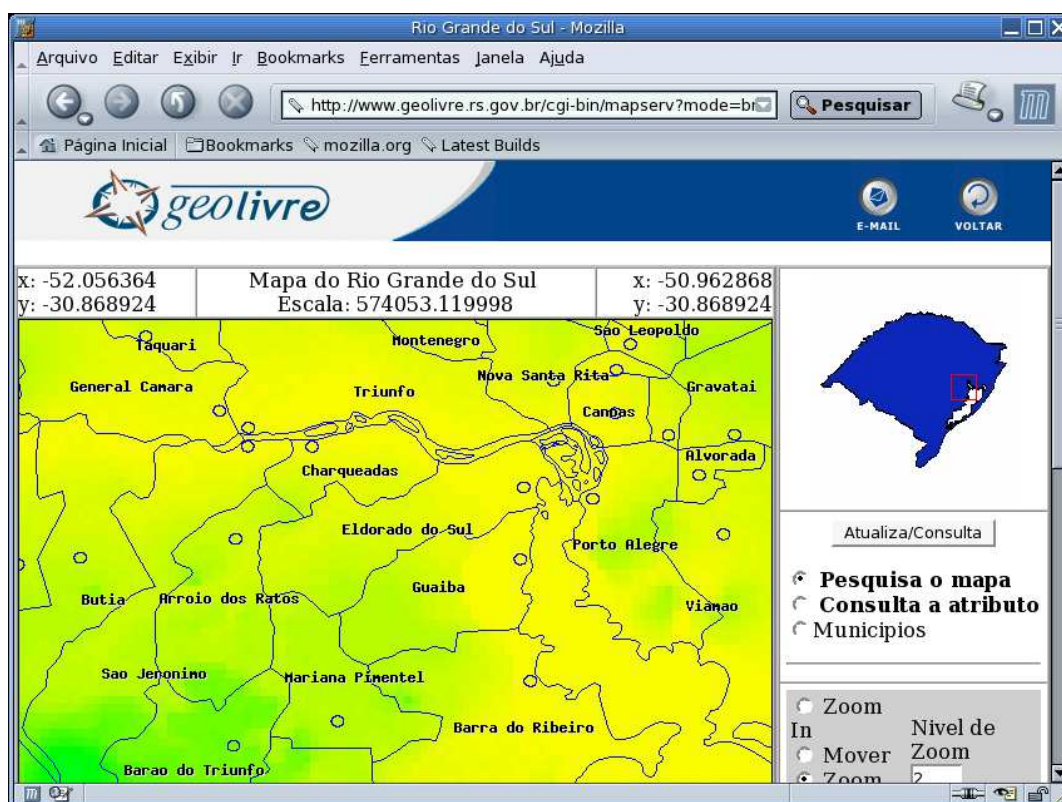 Rio Grande do Sul - Mozilla
Arquivo Editar Exibir Ir Bookmarks Ferramentas Janela Ajuda
http://www.geolivre.rs.gov.br/cgi-bin/mapserv?mode=br
Pesquisar
Página Inicial Bookmarks mozilla.org Latest Builds
geolivre
E-MAIL VOLTAR
x: -52.056364 Mapa do Rio Grande do Sul x: -50.962868
y: -30.868924 Escala: 574053.119998 y: -30.868924
Taquari Montenegro Sao Leopoldo
General Camara Triunfo Nova Santa Rita Gravatai
Canoas
Charqueadas Alvorada
Eldorado do Sul Porto Alegre
Butia Arroio dos Ratos Guaiba Viamao
Sao Jeronimo Mariana Pimentel
Barra do Ribeiro
Barao do Triunfo
Atualiza/Consulta
Pesquisa o mapa
Consulta a atributo
Municipios
Zoom
In Nivel de
Mover Zoom
Zoom 2